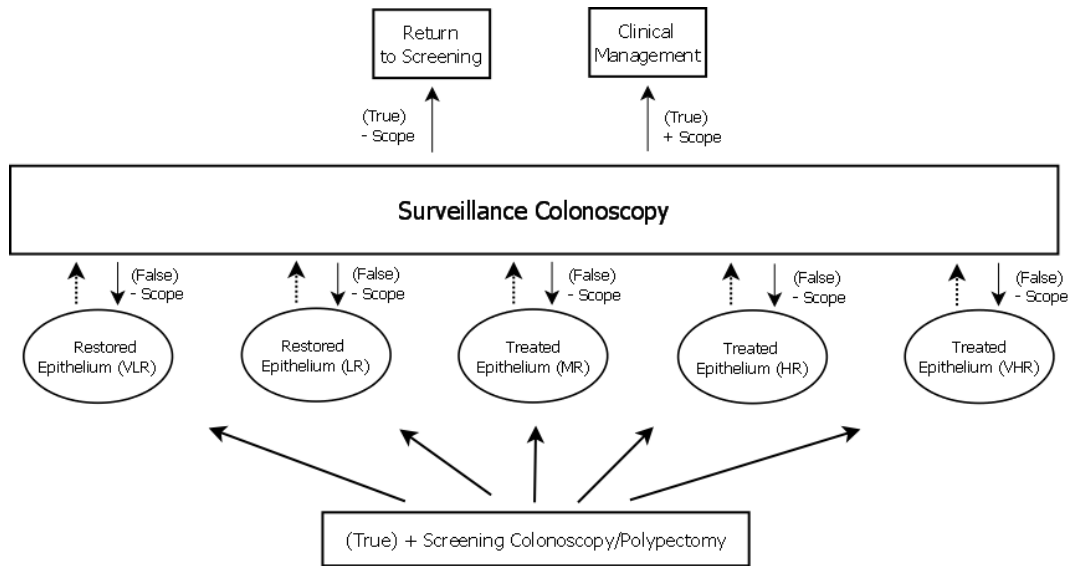 Return
to Screening
Clinical
Management
(True)
- Scope
(True)
+ Scope
Surveillance Colonoscopy
(False)
- Scope
(False)
- Scope
(False)
- Scope
(False)
- Scope
(False)
- Scope
Restored
Epithelium (VLR)
Restored
Epithelium (LR)
Treated
Epithelium (MR)
Treated
Epithelium (HR)
Treated
Epithelium (VHR)
(True) + Screening Colonoscopy/Polypectomy